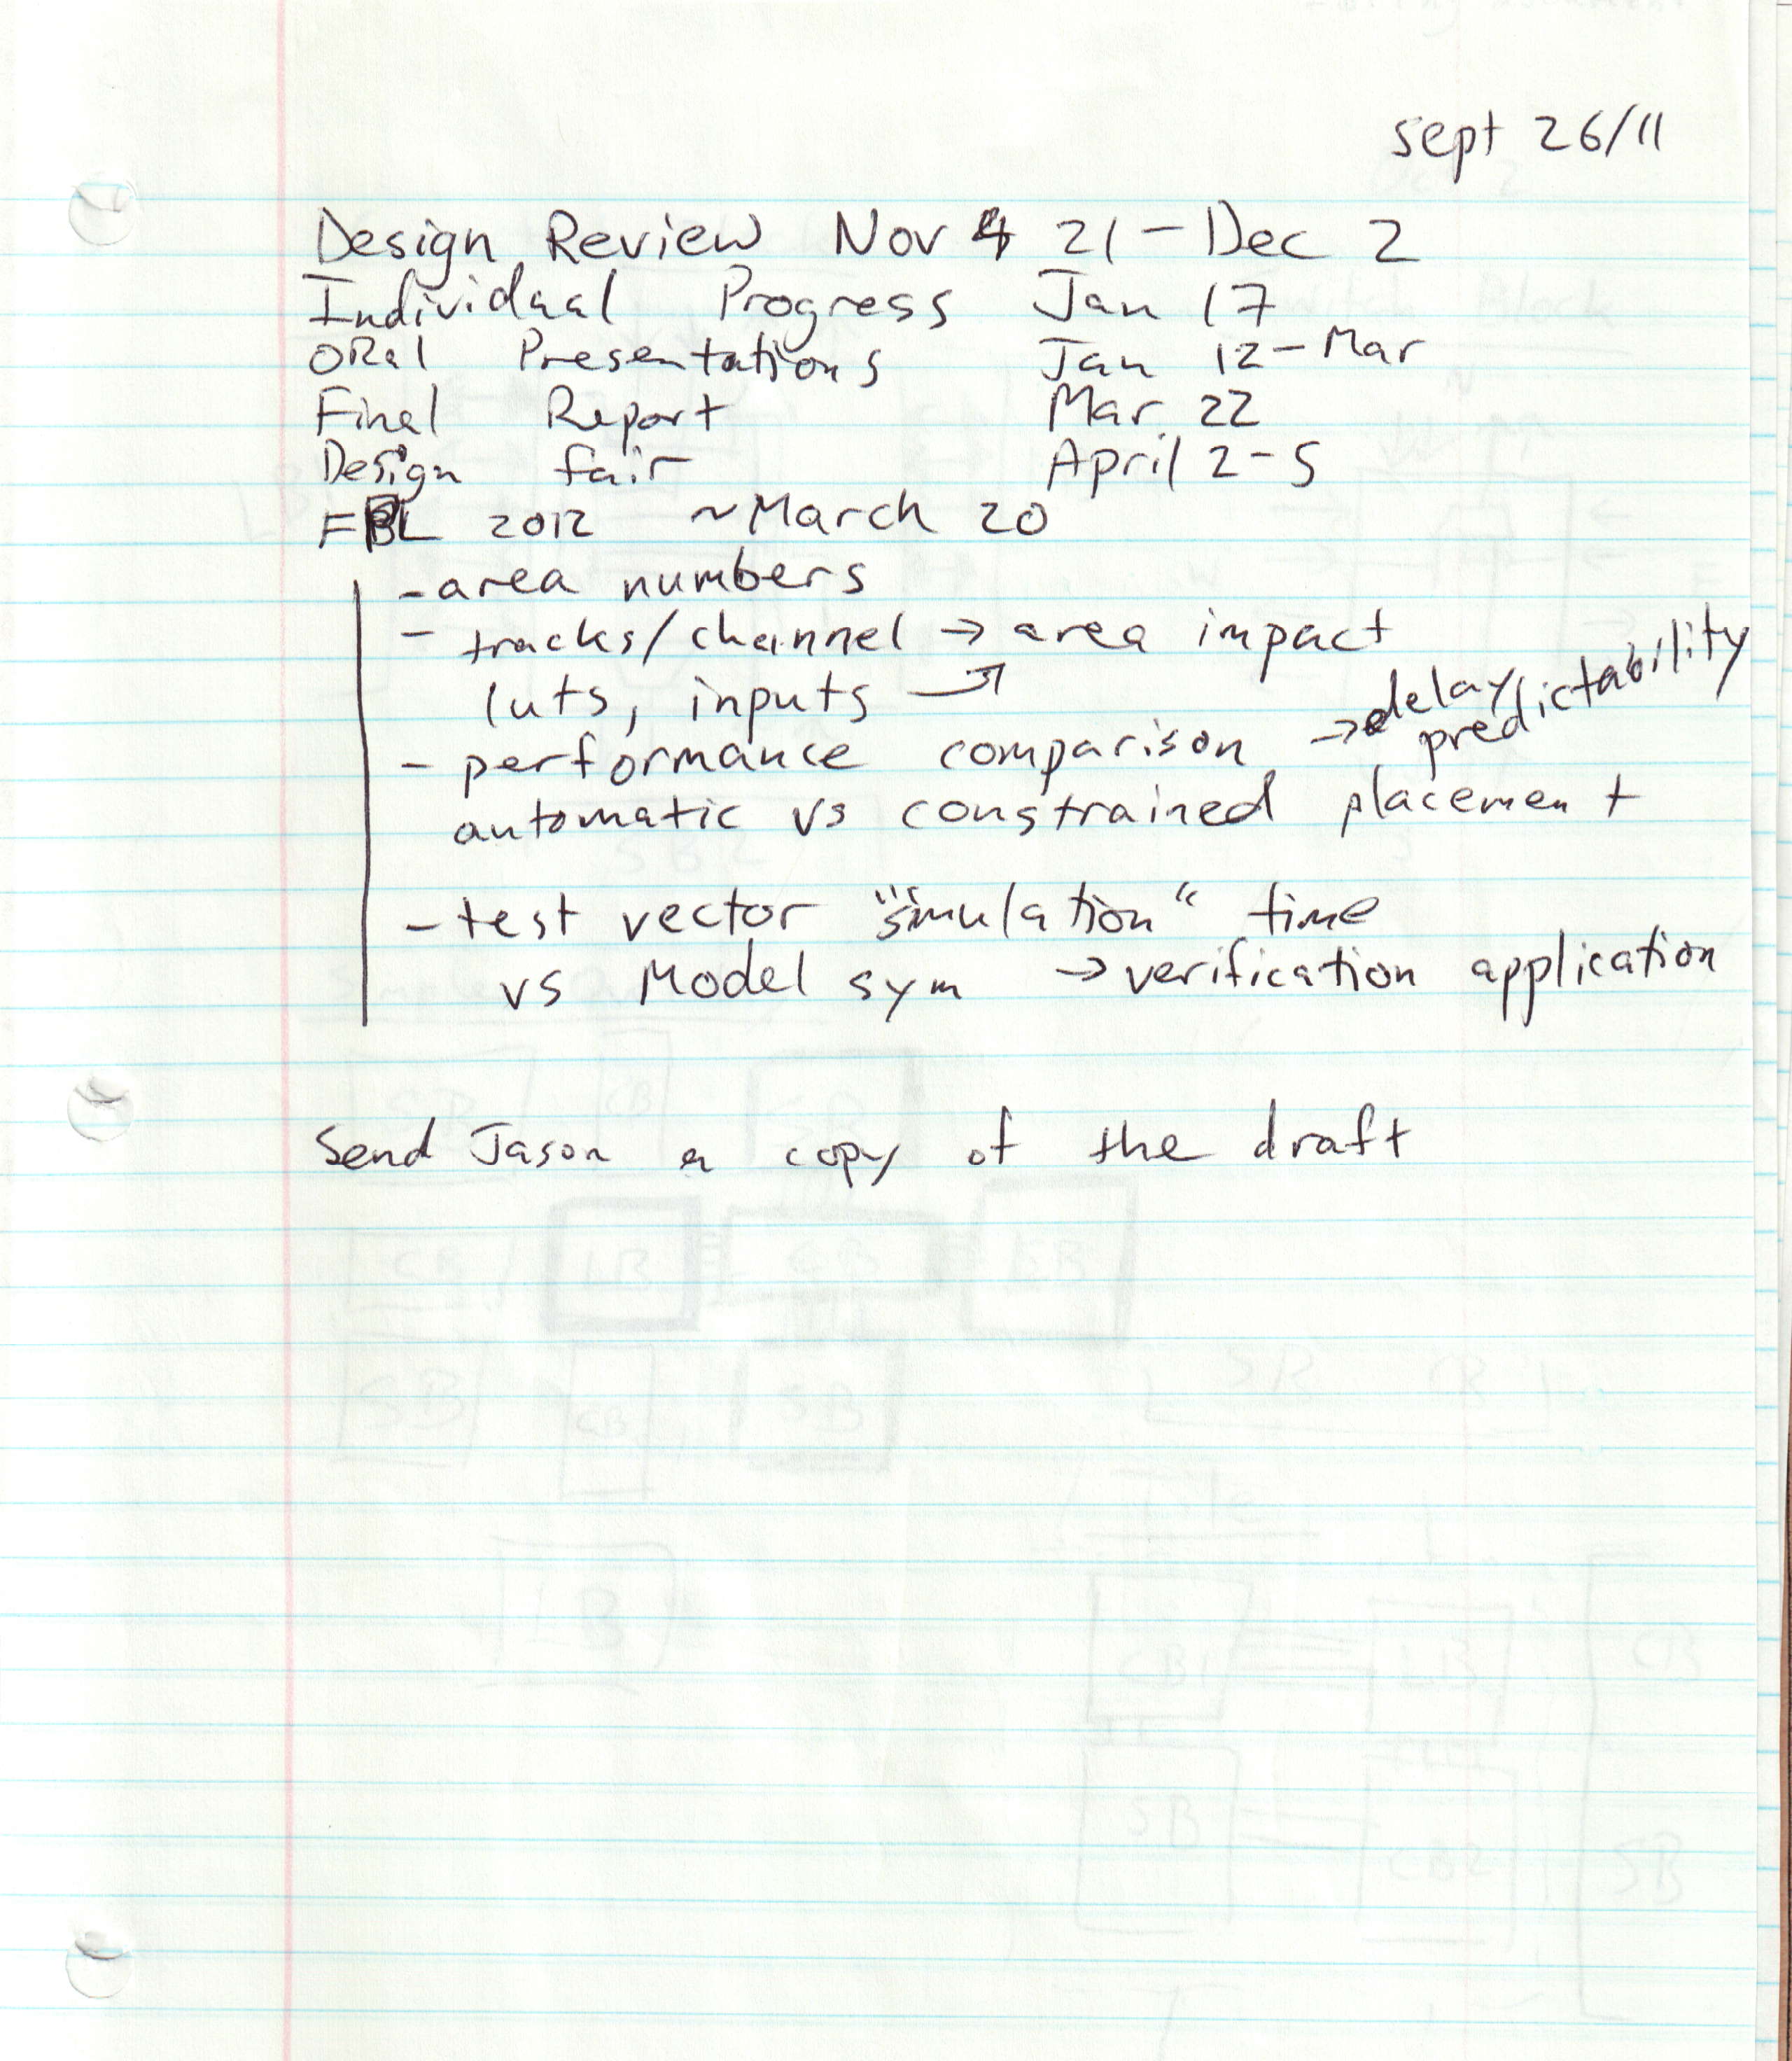 sept 26/11
Design Review Nov 21 - Dec 2
Individual Progress Jan 17
ORal Presentations Jan 12 - Mar
Final Report Mar. 22
Design fair April 2-5
2012 ~March 20
- area numbers
- tracks/channel → area impact
luts, inputs ↗
- performance comparison → delay predictability
automatic vs constrained placement
- test vector "simulation" time
vs Model sym → verification application
Send Jason a copy of the draft